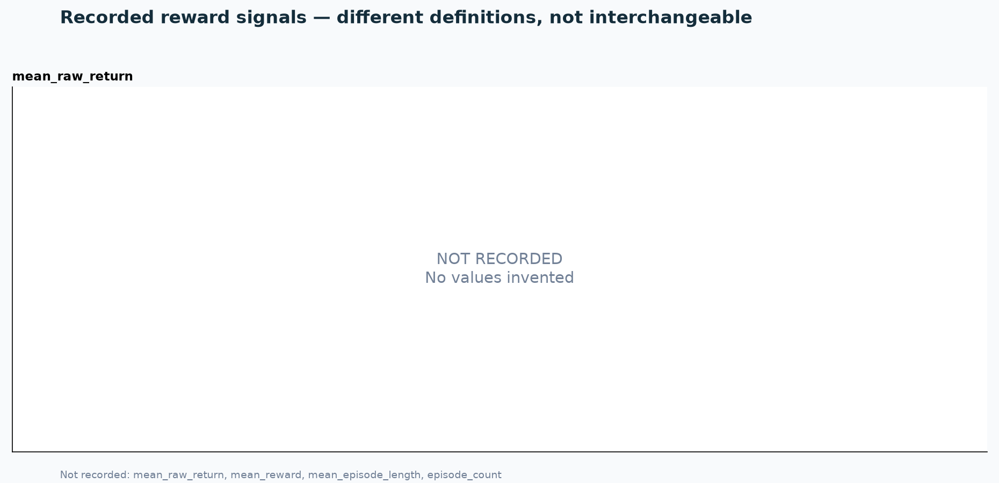 Recorded reward signals — different definitions, not interchangeable
mean_raw_return
NOT RECORDED
No values invented
Not recorded: mean_raw_return, mean_reward, mean_episode_length, episode_count